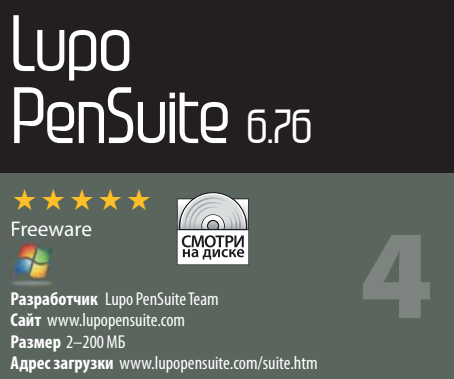 Lupo
PenSuite 6.76
Freeware
СМОТРИ
на диске
4
Разработчик Lupo PenSuite Team
Сайт www.lupopensuite.com
Размер 2–200 МБ
Адрес загрузки www.lupopensuite.com/suite.htm